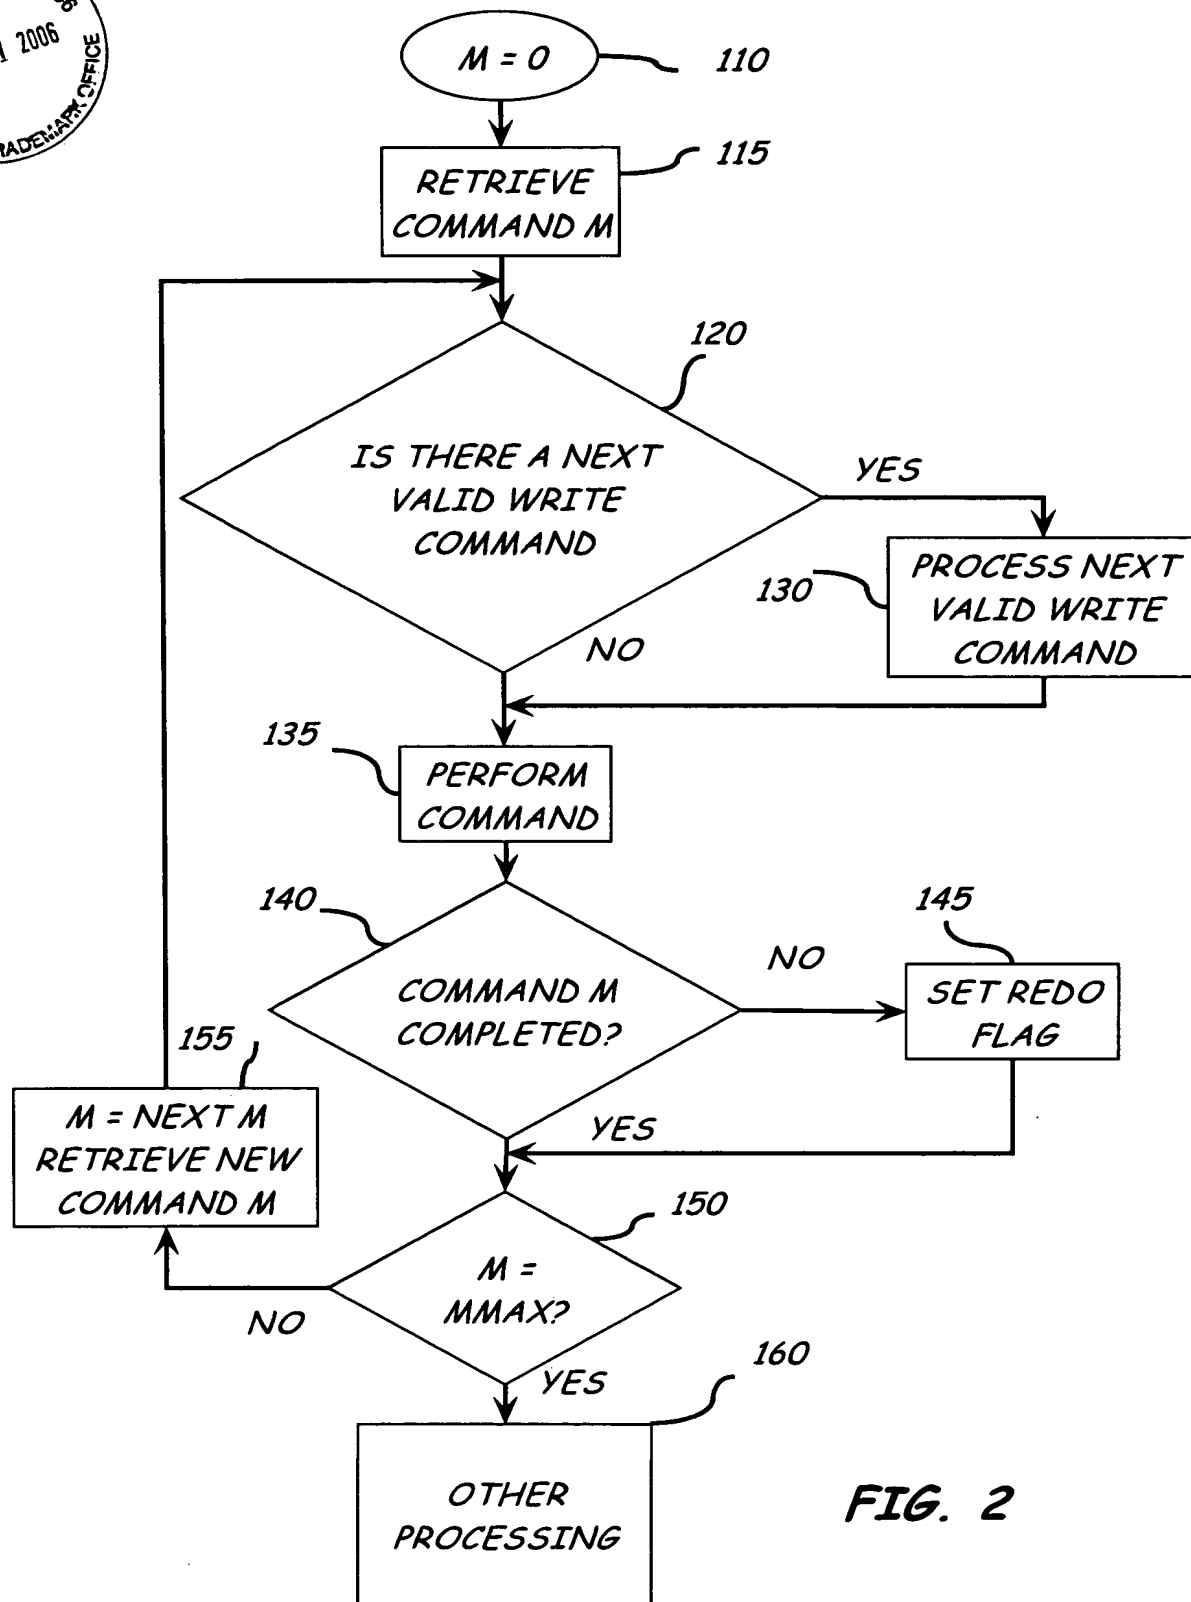 2006
TRADEMARK OFFICE
M = 0
110
RETRIEVE
COMMAND M
115
120
IS THERE A NEXT
VALID WRITE
COMMAND
YES
PROCESS NEXT
VALID WRITE
COMMAND
130
NO
135
PERFORM
COMMAND
140
COMMAND M
COMPLETED?
NO
145
SET REDO
FLAG
155
M = NEXT M
RETRIEVE NEW
COMMAND M
YES
150
M =
MMAX?
NO
YES
160
OTHER
PROCESSING
FIG. 2